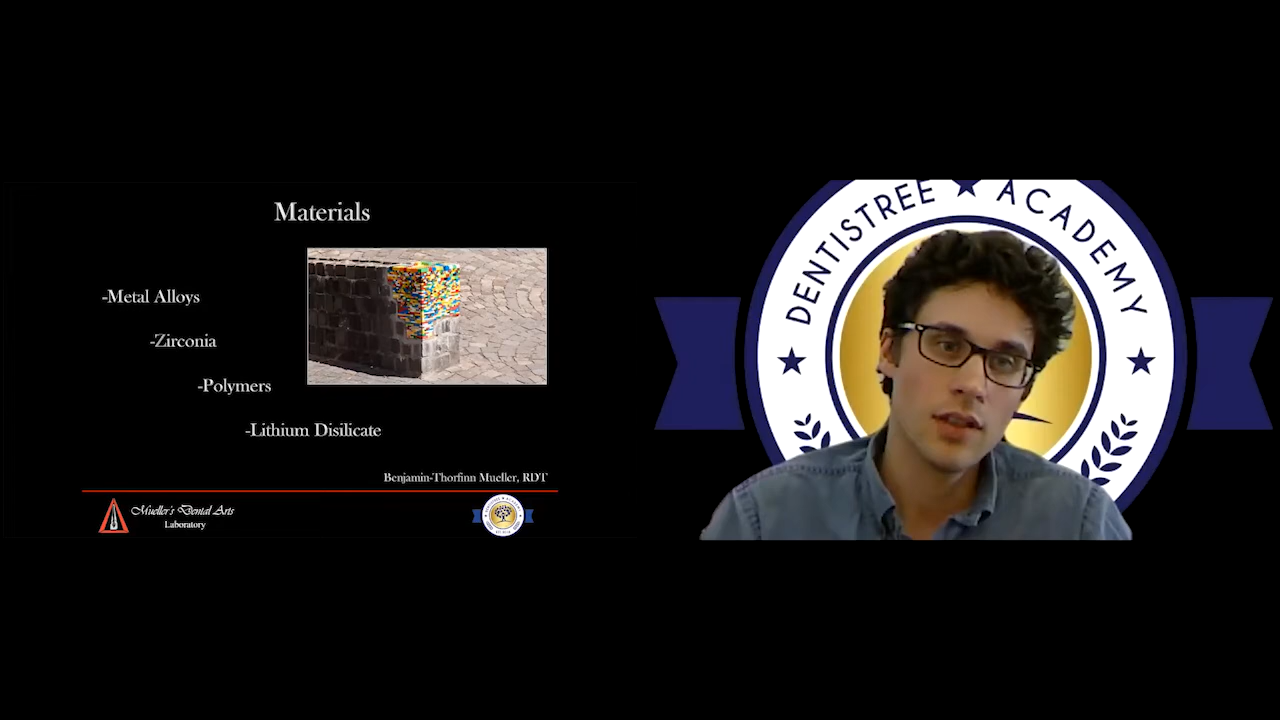 Materials
-Metal Alloys
-Zirconia
-Polymers
-Lithium Disilicate
Benjamin-Thorfinn Mueller, RDT
Mueller's Dental Arts
Laboratory
DENTISTREE ACADEMY